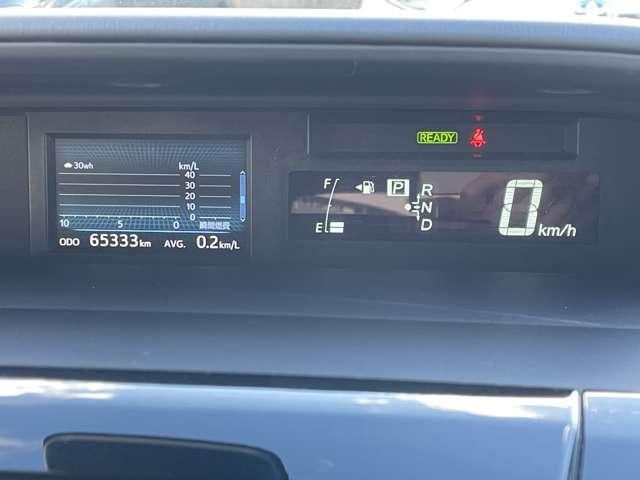 30wh km/L
40
30
20
10
0
10 5 0 瞬間燃費
ODO 65333km AVG. 0.2km/L
READY
F P R
N
E D
0 km/h